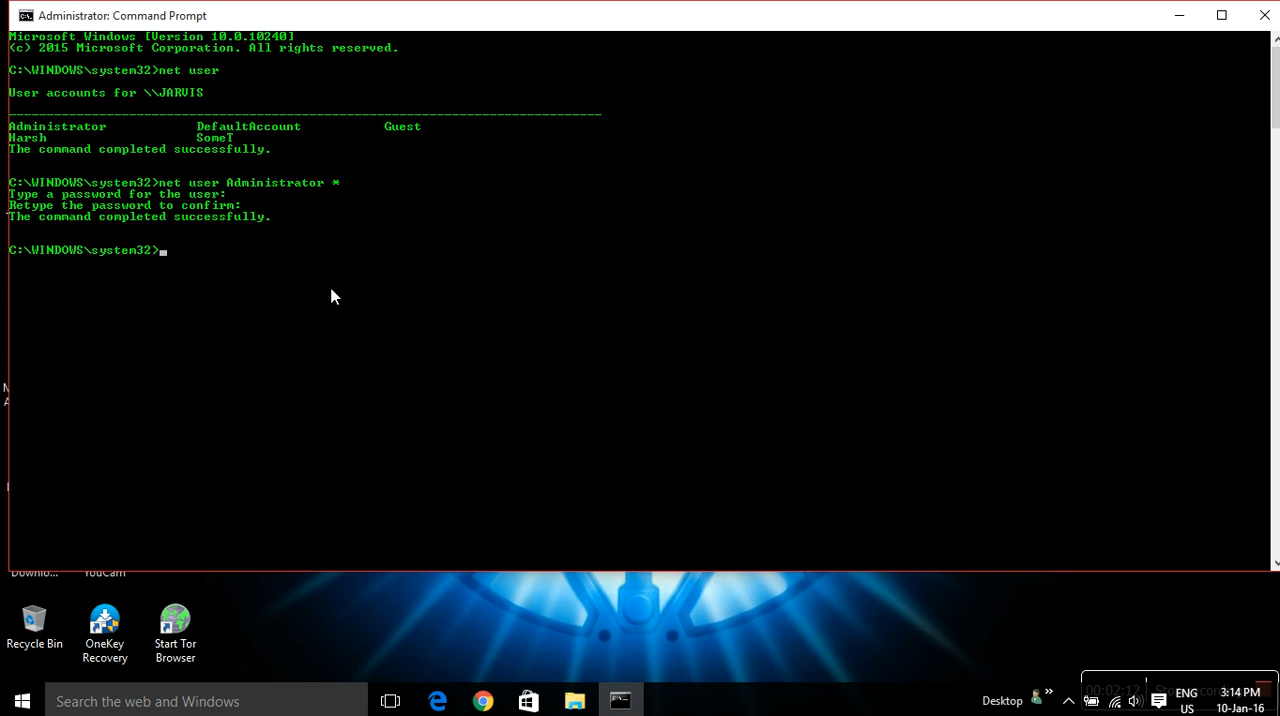 Administrator: Command Prompt
Microsoft Windows [Version 10.0.10240]
(c) 2015 Microsoft Corporation. All rights reserved.
C:\WINDOWS\system32>net user
User accounts for \\JARVIS
-------------------------------------------------------------------------------
Administrator DefaultAccount Guest
Harsh SomeT
The command completed successfully.
C:\WINDOWS\system32>net user Administrator *
Type a password for the user:
Retype the password to confirm:
The command completed successfully.
C:\WINDOWS\system32>
Downlo... YouCam
Recycle Bin
OneKey
Recovery
Start Tor
Browser
Search the web and Windows
Desktop
00:02:12
ENG
US
3:14 PM
10-Jan-16